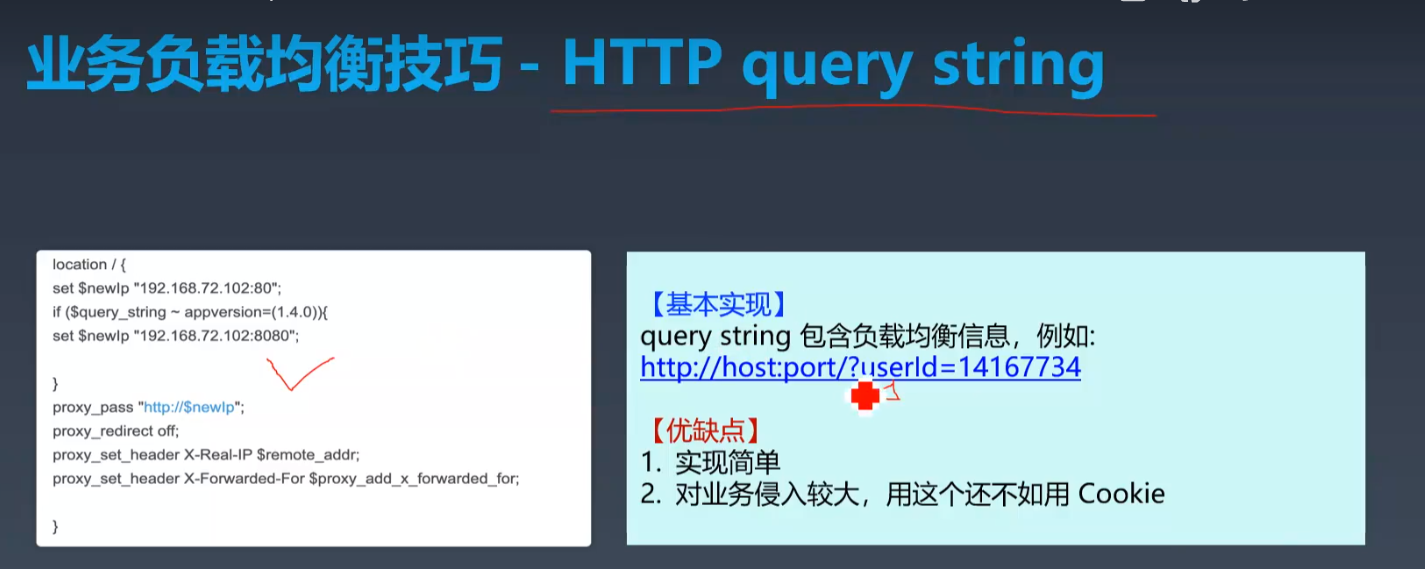 业务负载均衡技巧 - HTTP query string
location / {
set $newIp "192.168.72.102:80";
if ($query_string ~ appversion=(1.4.0)){
set $newIp "192.168.72.102:8080";
}
proxy_pass "http://$newIp";
proxy_redirect off;
proxy_set_header X-Real-IP $remote_addr;
proxy_set_header X-Forwarded-For $proxy_add_x_forwarded_for;
}
【基本实现】
query string 包含负载均衡信息，例如:
http://host:port/?userId=14167734
【优缺点】
1. 实现简单
2. 对业务侵入较大，用这个还不如用 Cookie